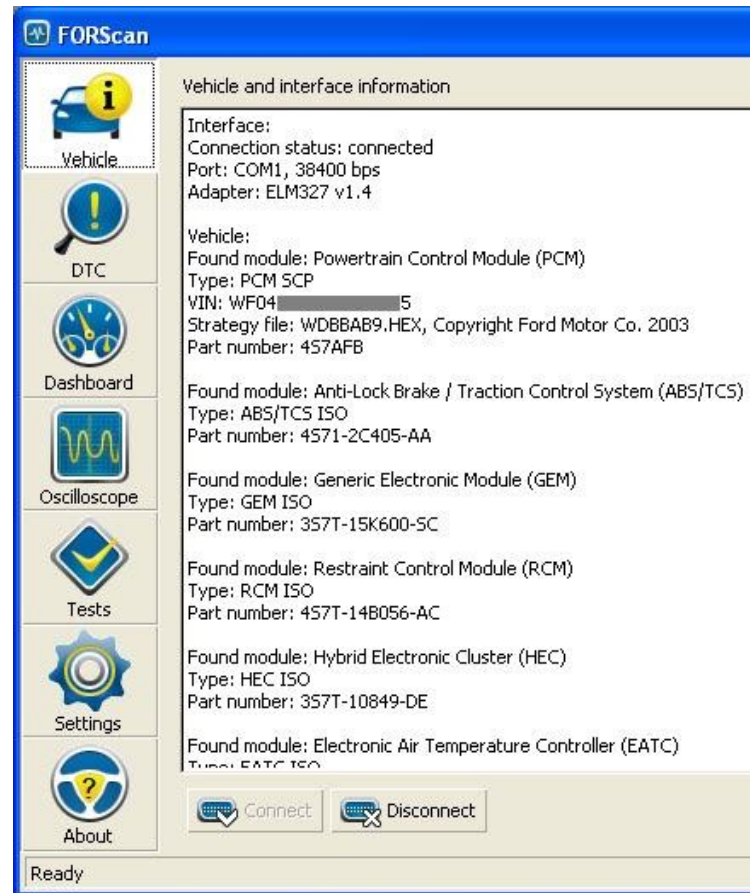 FORScan
Vehicle
DTC
Dashboard
Oscilloscope
Tests
Settings
About
Vehicle and interface information
Interface:
Connection status: connected
Port: COM1, 38400 bps
Adapter: ELM327 v1.4
Vehicle:
Found module: Powertrain Control Module (PCM)
Type: PCM SCP
VIN: WF04 5
Strategy file: WDBBAB9.HEX, Copyright Ford Motor Co. 2003
Part number: 4S7AFB
Found module: Anti-Lock Brake / Traction Control System (ABS/TCS)
Type: ABS/TCS ISO
Part number: 4S71-2C405-AA
Found module: Generic Electronic Module (GEM)
Type: GEM ISO
Part number: 3S7T-15K600-SC
Found module: Restraint Control Module (RCM)
Type: RCM ISO
Part number: 4S7T-14B056-AC
Found module: Hybrid Electronic Cluster (HEC)
Type: HEC ISO
Part number: 3S7T-10849-DE
Found module: Electronic Air Temperature Controller (EATC)
Type: EATC ISO
Connect
Disconnect
Ready